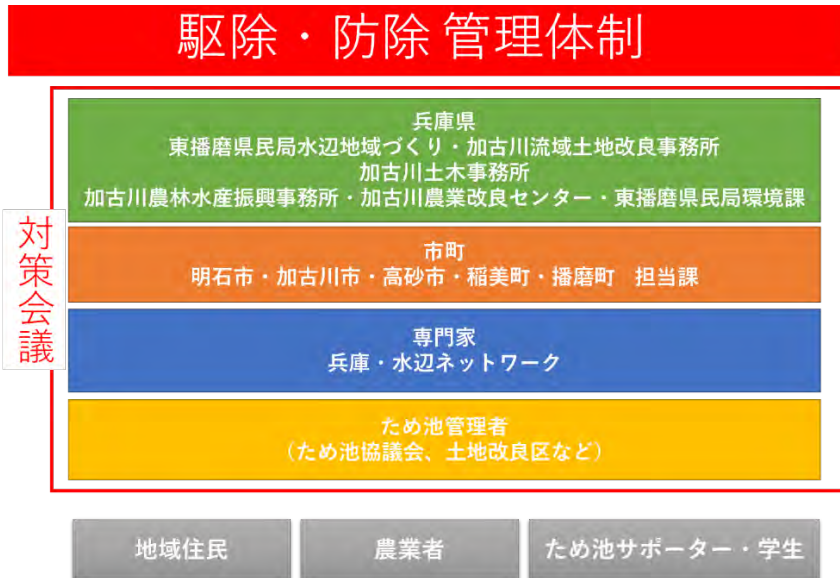 駆除・防除 管理体制
対策会議
兵庫県
東播磨県民局水辺地域づくり・加古川流域土地改良事務所
加古川土木事務所
加古川農林水産振興事務所・加古川農業改良センター・東播磨県民局環境課
市町
明石市・加古川市・高砂市・稲美町・播磨町　担当課
専門家
兵庫・水辺ネットワーク
ため池管理者
（ため池協議会、土地改良区など）
地域住民
農業者
ため池サポーター・学生